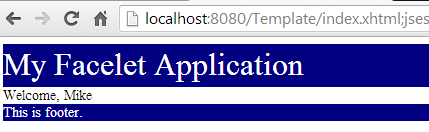 localhost:8080/Template/index.xhtml;jses
My Facelet Application
Welcome, Mike
This is footer.